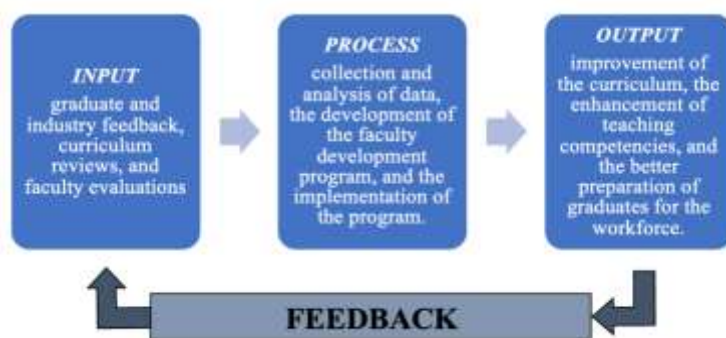 INPUT
graduate and
industry feedback,
curriculum
reviews, and
faculty evaluations
PROCESS
collection and
analysis of data,
the development of
the faculty
development
program, and the
implementation of
the program.
OUTPUT
improvement of
the curriculum, the
enhancement of
teaching
competencies, and
the better
preparation of
graduates for the
workforce.
FEEDBACK